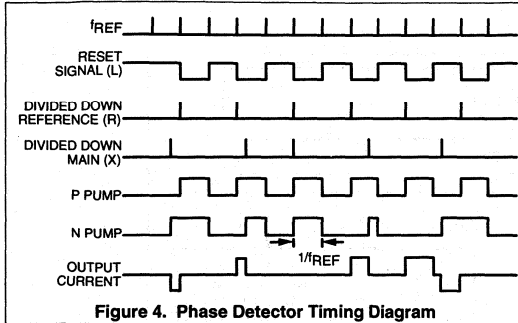 fREF
RESET
SIGNAL (L)
DIVIDED DOWN
REFERENCE (R)
DIVIDED DOWN
MAIN (X)
P PUMP
N PUMP
1/fREF
OUTPUT
CURRENT
Figure 4. Phase Detector Timing Diagram